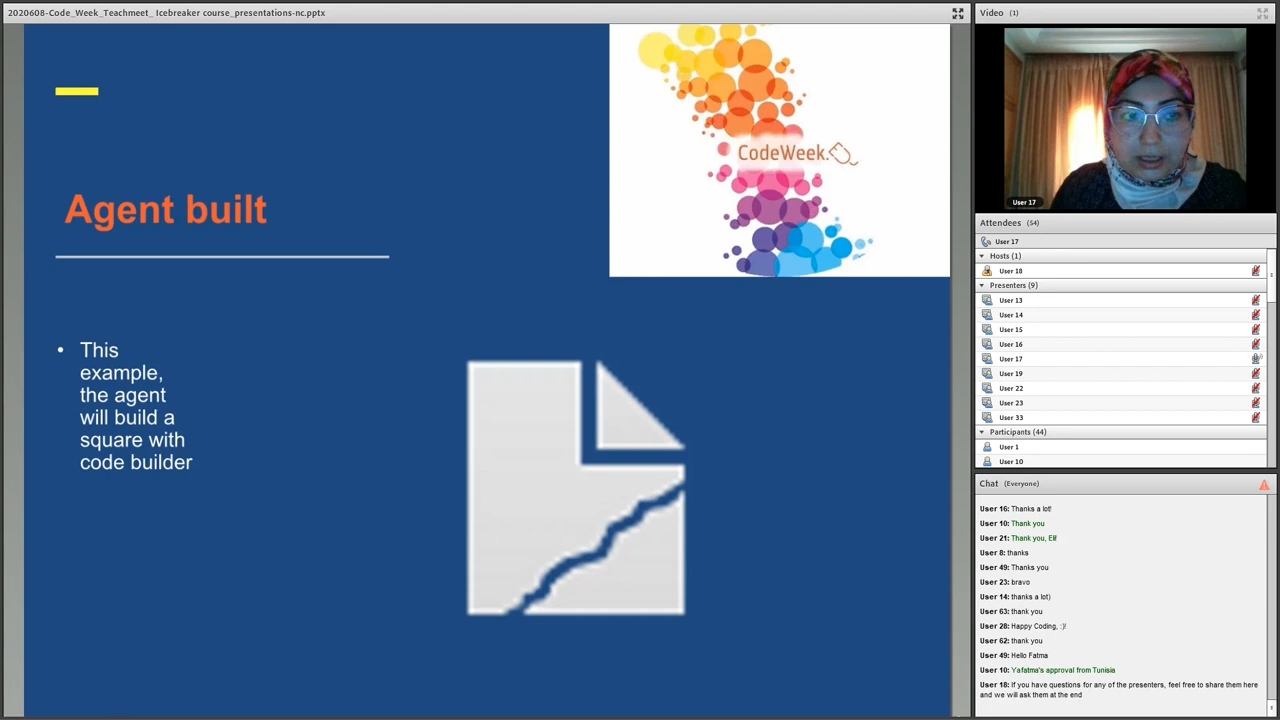 2020608-Code_Week_Teachmeet_ Icebreaker course_presentations-nc.pptx
CodeWeek.
Agent built
• This
example,
the agent
will build a
square with
code builder
Video (1)
User 17
Attendees (54)
User 17
Hosts (1)
User 18
Presenters (9)
User 13
User 14
User 15
User 16
User 17
User 19
User 22
User 23
User 33
Participants (44)
User 1
User 10
Chat (Everyone)
User 16: Thanks a lot!
User 10: Thank you
User 21: Thank you, Elif
User 8: thanks
User 49: Thanks you
User 23: bravo
User 14: thanks a lot)
User 63: thank you
User 28: Happy Coding, :)!
User 62: thank you
User 49: Hello Fatma
User 10: Yafatma's approval from Tunisia
User 18: If you have questions for any of the presenters, feel free to share them here
and we will ask them at the end